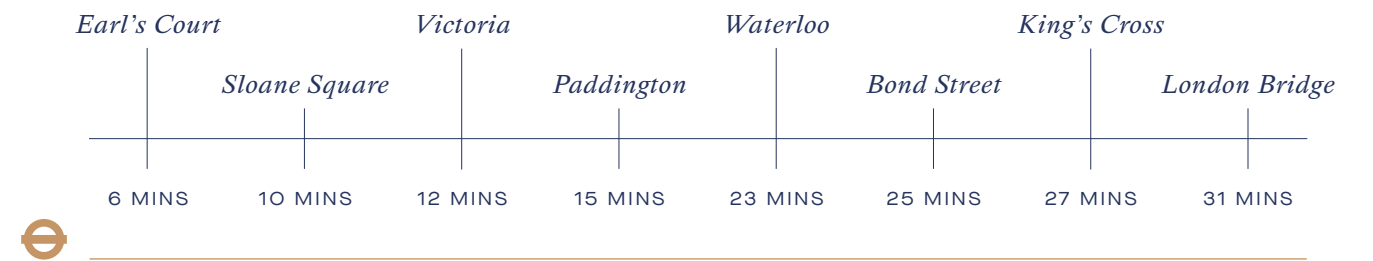 Earl’s Court Victoria Waterloo King’s Cross
Sloane Square Paddington Bond Street London Bridge
6 MINS 10 MINS 12 MINS 15 MINS 23 MINS 25 MINS 27 MINS 31 MINS